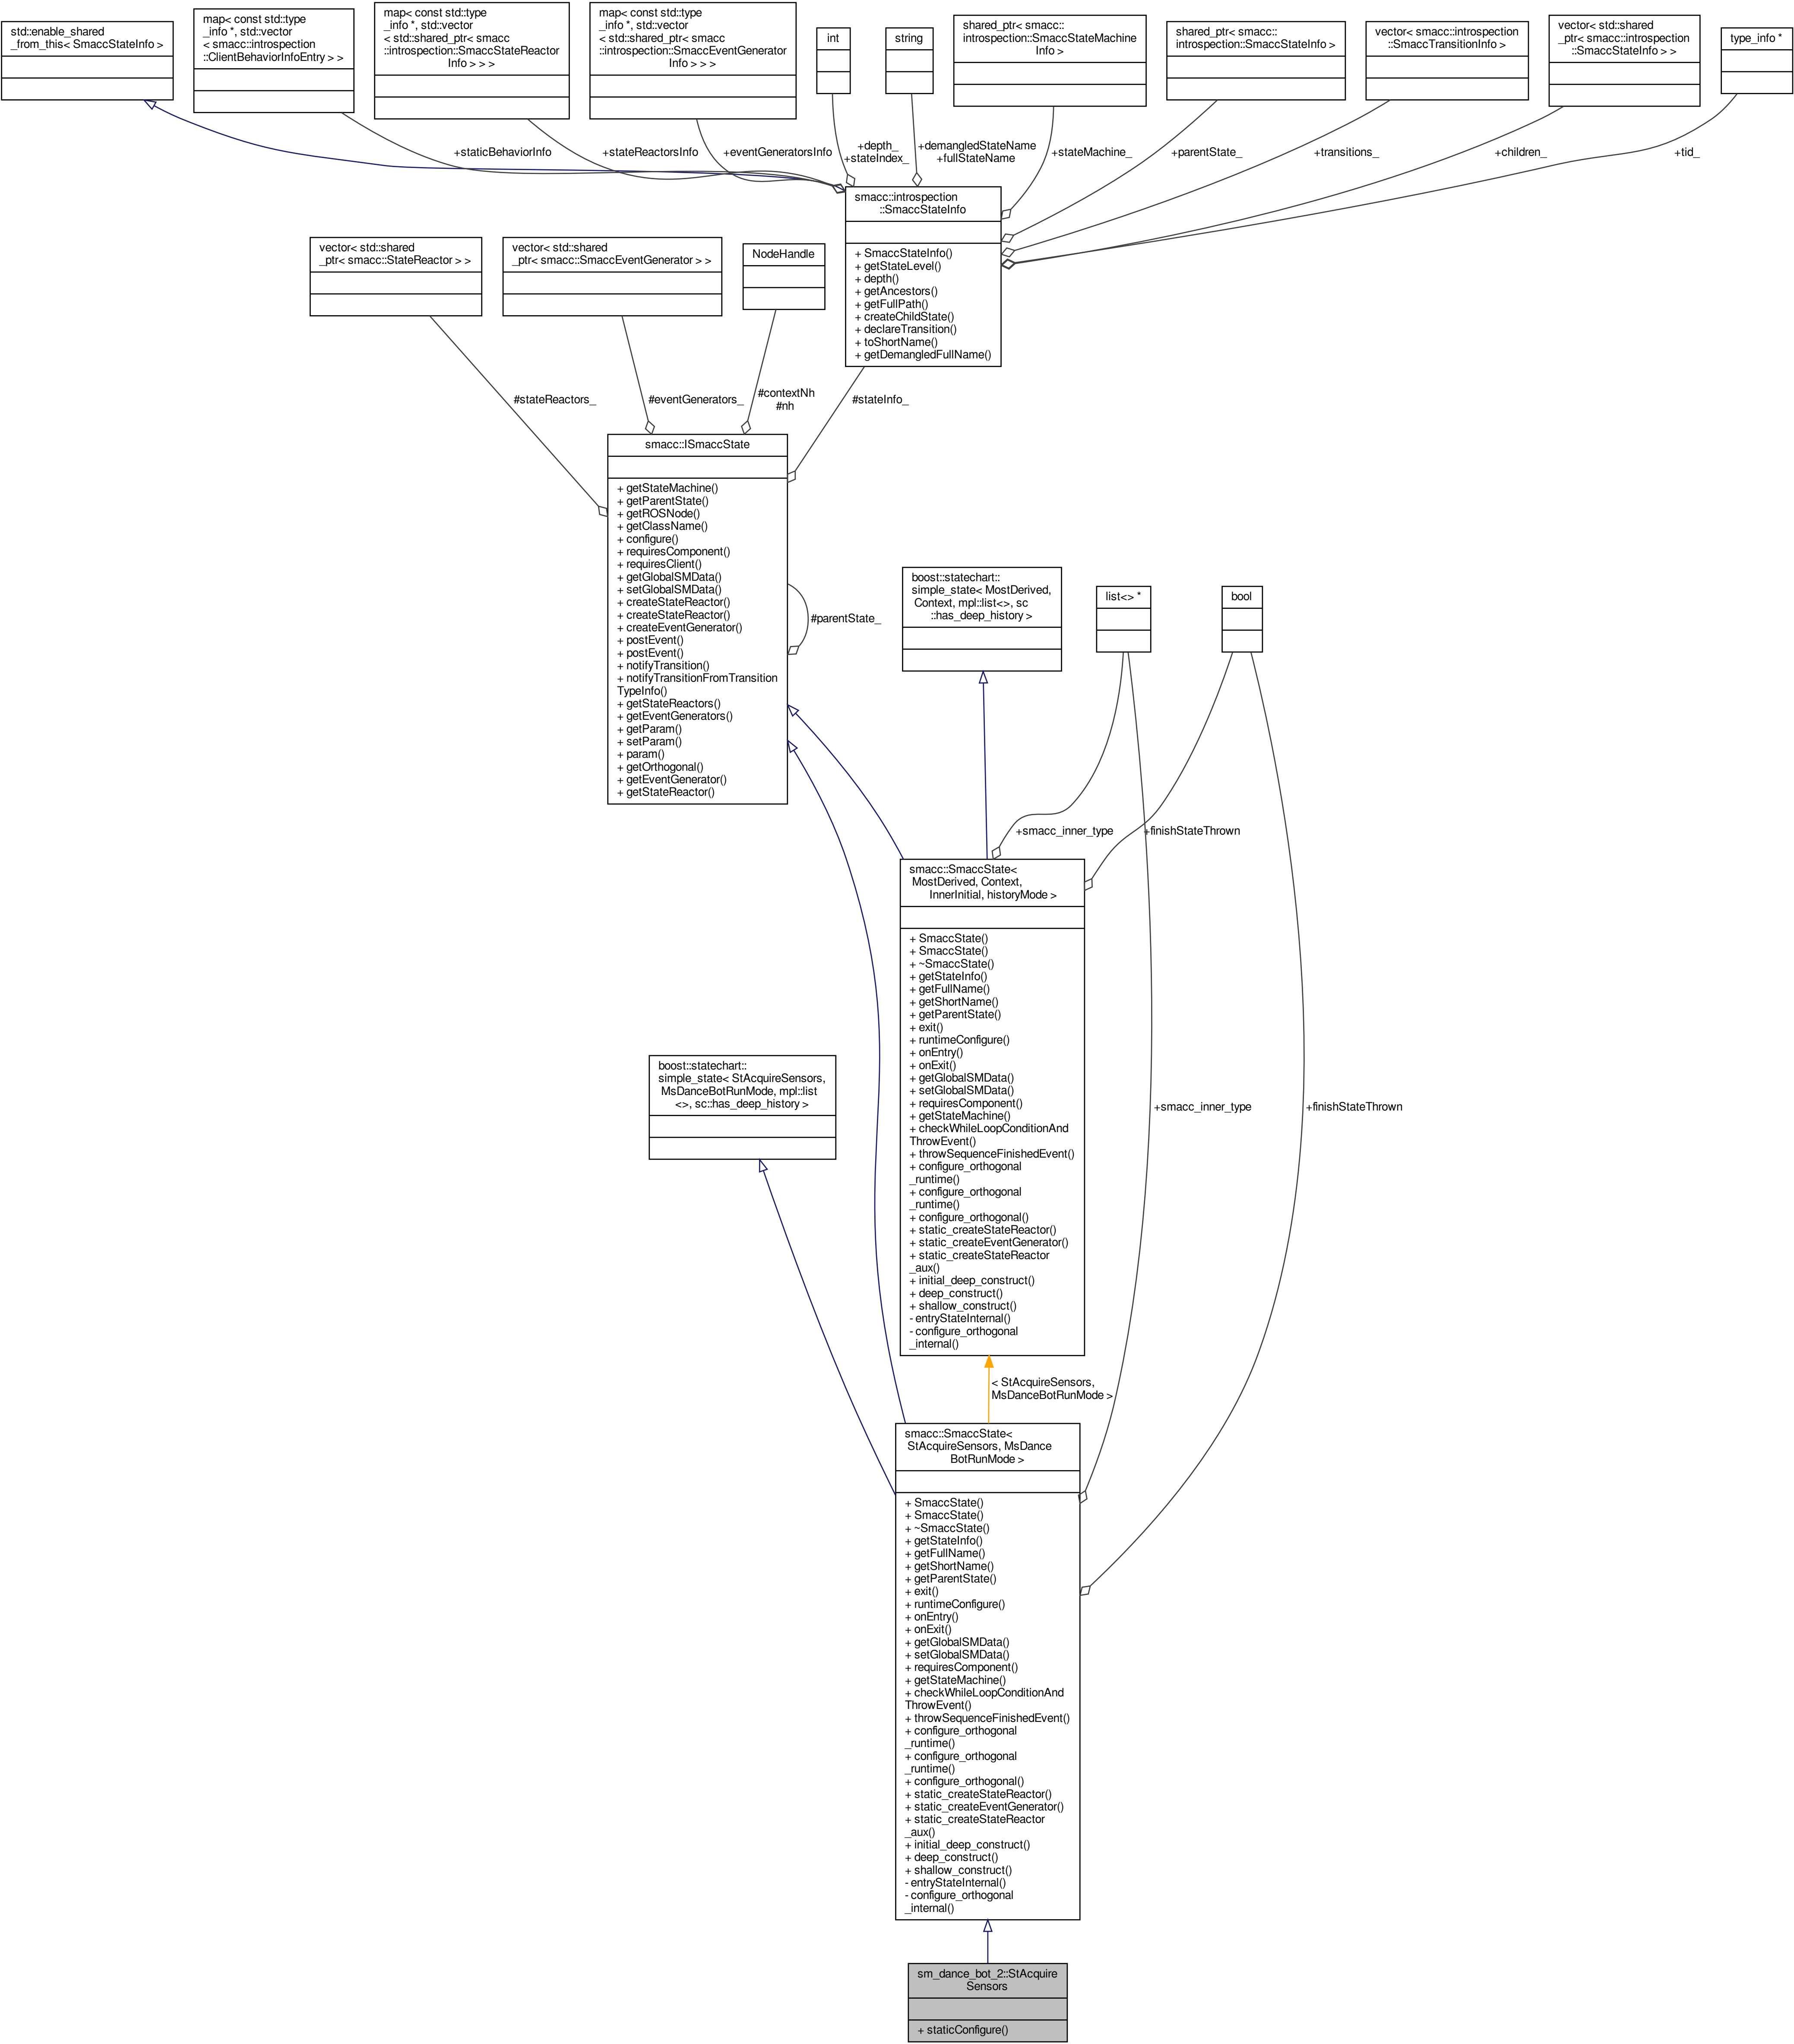 std::enable_shared
_from_this< SmaccStateInfo >
map< const std::type
_info *, std::vector
< smacc::introspection
::ClientBehaviorInfoEntry > >
map< const std::type
_info *, std::vector
< std::shared_ptr< smacc
::introspection::SmaccStateReactor
Info > > >
map< const std::type
_info *, std::vector
< std::shared_ptr< smacc
::introspection::SmaccEventGenerator
Info > > >
int
string
shared_ptr< smacc::
introspection::SmaccStateMachine
Info >
shared_ptr< smacc::
introspection::SmaccStateInfo >
vector< smacc::introspection
::SmaccTransitionInfo >
vector< std::shared
_ptr< smacc::introspection
::SmaccStateInfo > >
type_info *
+staticBehaviorInfo
+stateReactorsInfo
+eventGeneratorsInfo
+depth_
+stateIndex_
+demangledStateName
+fullStateName
+stateMachine_
+parentState_
+transitions_
+children_
+tid_
smacc::introspection
::SmaccStateInfo
+ SmaccStateInfo()
+ getStateLevel()
+ depth()
+ getAncestors()
+ getFullPath()
+ createChildState()
+ declareTransition()
+ toShortName()
+ getDemangledFullName()
vector< std::shared
_ptr< smacc::StateReactor > >
vector< std::shared
_ptr< smacc::SmaccEventGenerator > >
NodeHandle
#stateReactors_
#eventGenerators_
#contextNh
#nh
#stateInfo_
smacc::ISmaccState
+ getStateMachine()
+ getParentState()
+ getROSNode()
+ getClassName()
+ configure()
+ requiresComponent()
+ requiresClient()
+ getGlobalSMData()
+ setGlobalSMData()
+ createStateReactor()
+ createStateReactor()
+ createEventGenerator()
+ postEvent()
+ postEvent()
+ notifyTransition()
+ notifyTransitionFromTransition
TypeInfo()
+ getStateReactors()
+ getEventGenerators()
+ getParam()
+ setParam()
+ param()
+ getOrthogonal()
+ getEventGenerator()
+ getStateReactor()
#parentState_
boost::statechart::
simple_state< MostDerived,
Context, mpl::list<>, sc
::has_deep_history >
list<> *
bool
+smacc_inner_type
+finishStateThrown
smacc::SmaccState<
MostDerived, Context,
InnerInitial, historyMode >
+ SmaccState()
+ SmaccState()
+ ~SmaccState()
+ getStateInfo()
+ getFullName()
+ getShortName()
+ getParentState()
+ exit()
+ runtimeConfigure()
+ onEntry()
+ onExit()
+ getGlobalSMData()
+ setGlobalSMData()
+ requiresComponent()
+ getStateMachine()
+ checkWhileLoopConditionAnd
ThrowEvent()
+ throwSequenceFinishedEvent()
+ configure_orthogonal
_runtime()
+ configure_orthogonal
_runtime()
+ configure_orthogonal()
+ static_createStateReactor()
+ static_createEventGenerator()
+ static_createStateReactor
_aux()
+ initial_deep_construct()
+ deep_construct()
+ shallow_construct()
- entryStateInternal()
- configure_orthogonal
_internal()
boost::statechart::
simple_state< StAcquireSensors,
MsDanceBotRunMode, mpl::list
<>, sc::has_deep_history >
+smacc_inner_type
+finishStateThrown
< StAcquireSensors,
MsDanceBotRunMode >
smacc::SmaccState<
StAcquireSensors, MsDance
BotRunMode >
+ SmaccState()
+ SmaccState()
+ ~SmaccState()
+ getStateInfo()
+ getFullName()
+ getShortName()
+ getParentState()
+ exit()
+ runtimeConfigure()
+ onEntry()
+ onExit()
+ getGlobalSMData()
+ setGlobalSMData()
+ requiresComponent()
+ getStateMachine()
+ checkWhileLoopConditionAnd
ThrowEvent()
+ throwSequenceFinishedEvent()
+ configure_orthogonal
_runtime()
+ configure_orthogonal
_runtime()
+ configure_orthogonal()
+ static_createStateReactor()
+ static_createEventGenerator()
+ static_createStateReactor
_aux()
+ initial_deep_construct()
+ deep_construct()
+ shallow_construct()
- entryStateInternal()
- configure_orthogonal
_internal()
sm_dance_bot_2::StAcquire
Sensors
+ staticConfigure()